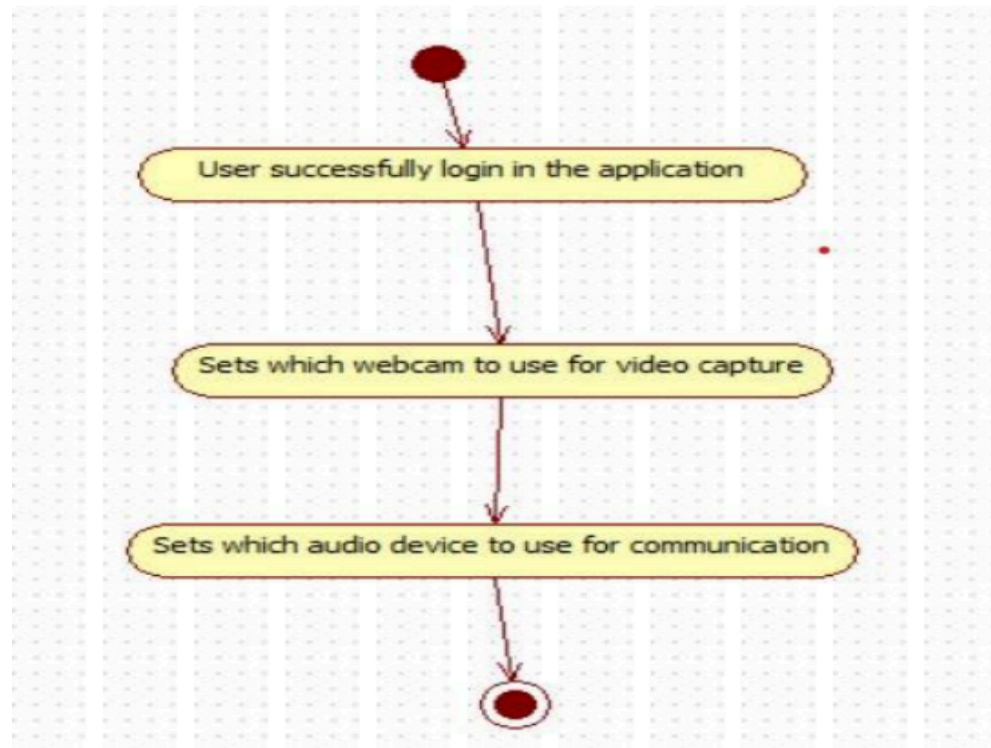 User successfully login in the application
Sets which webcam to use for video capture
Sets which audio device to use for communication